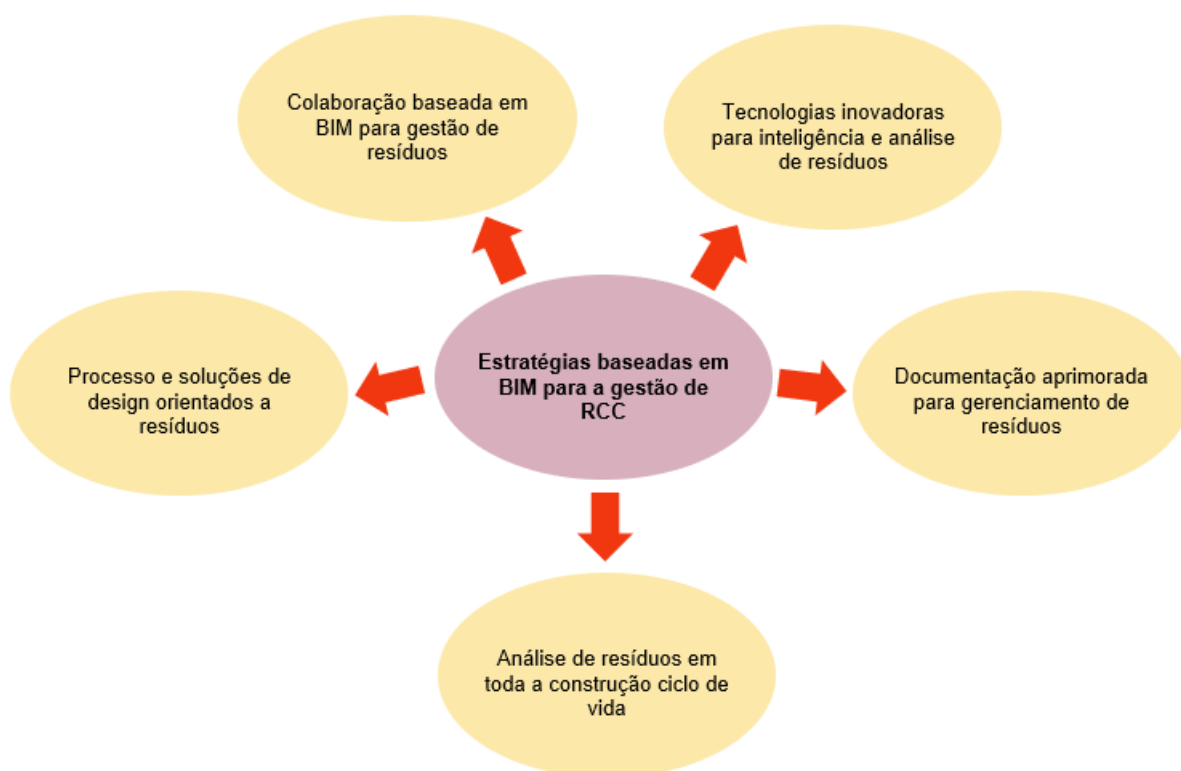 Colaboração baseada em
BIM para gestão de
resíduos
Tecnologias inovadoras
para inteligência e análise
de resíduos
Estratégias baseadas em
BIM para a gestão de
RCC
Processo e soluções de
design orientados a
resíduos
Documentação aprimorada
para gerenciamento de
resíduos
Análise de resíduos em
toda a construção ciclo de
vida